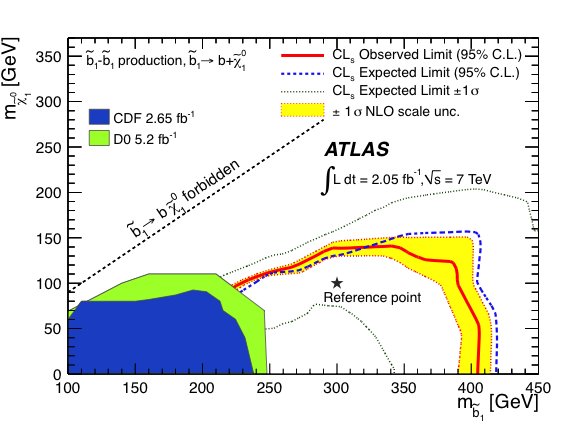 b̃₁-b̃₁ production, b̃₁→ b+χ̃₁⁰
CLₛ Observed Limit (95% C.L.)
CLₛ Expected Limit (95% C.L.)
CLₛ Expected Limit ±1σ
± 1σ NLO scale unc.
CDF 2.65 fb⁻¹
D0 5.2 fb⁻¹
ATLAS
∫L dt = 2.05 fb⁻¹, √s = 7 TeV
b̃₁→ b χ̃₁⁰ forbidden
Reference point
m_χ̃₁⁰ [GeV]
350
300
250
200
150
100
50
0
100 150 200 250 300 350 400 450
m_b̃₁ [GeV]